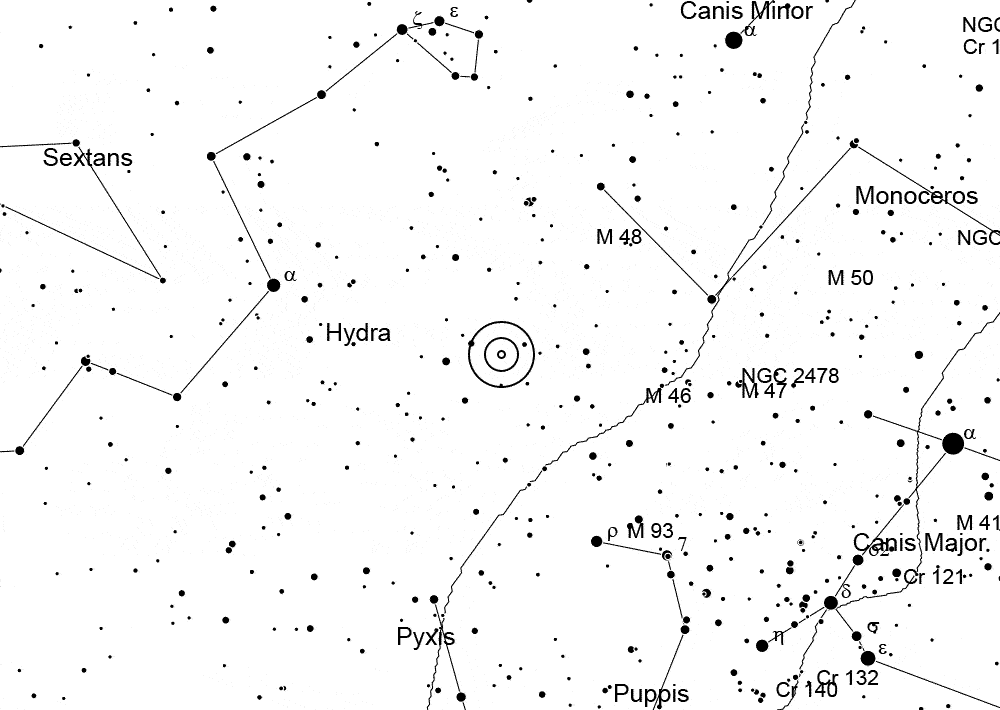 ζ ε
Canis Minor
α
NGC
Cr 1
Sextans
Monoceros
M 48
NGC
α
M 50
Hydra
NGC 2478
M 46
M 47
α
M 41
ρ M 93
7
Canis Major
ο2
Cr 121
δ
η
σ
Pyxis
ε
Cr 132
Cr 140
Puppis